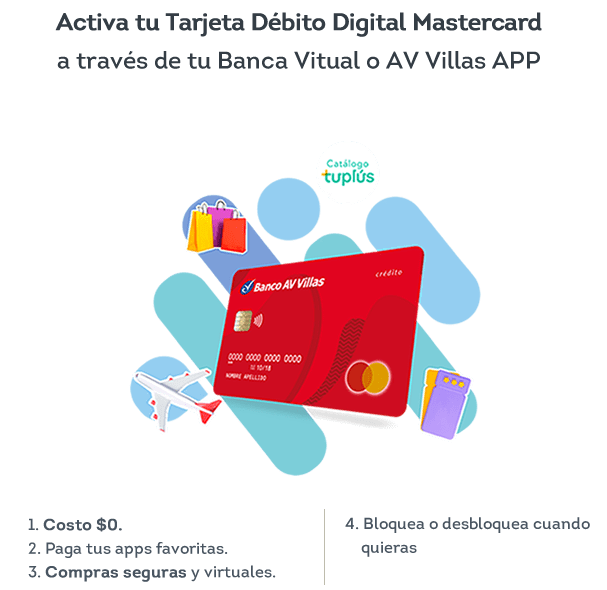 Activa tu Tarjeta Débito Digital Mastercard
a través de tu Banca Vitual o AV Villas APP
Catálogo
tuplús
Banco AV Villas
crédito
0000 0000 0000 0000
10/18
NOMBRE APELLIDO
1. Costo $0.
2. Paga tus apps favoritas.
3. Compras seguras y virtuales.
4. Bloquea o desbloquea cuando
quieras